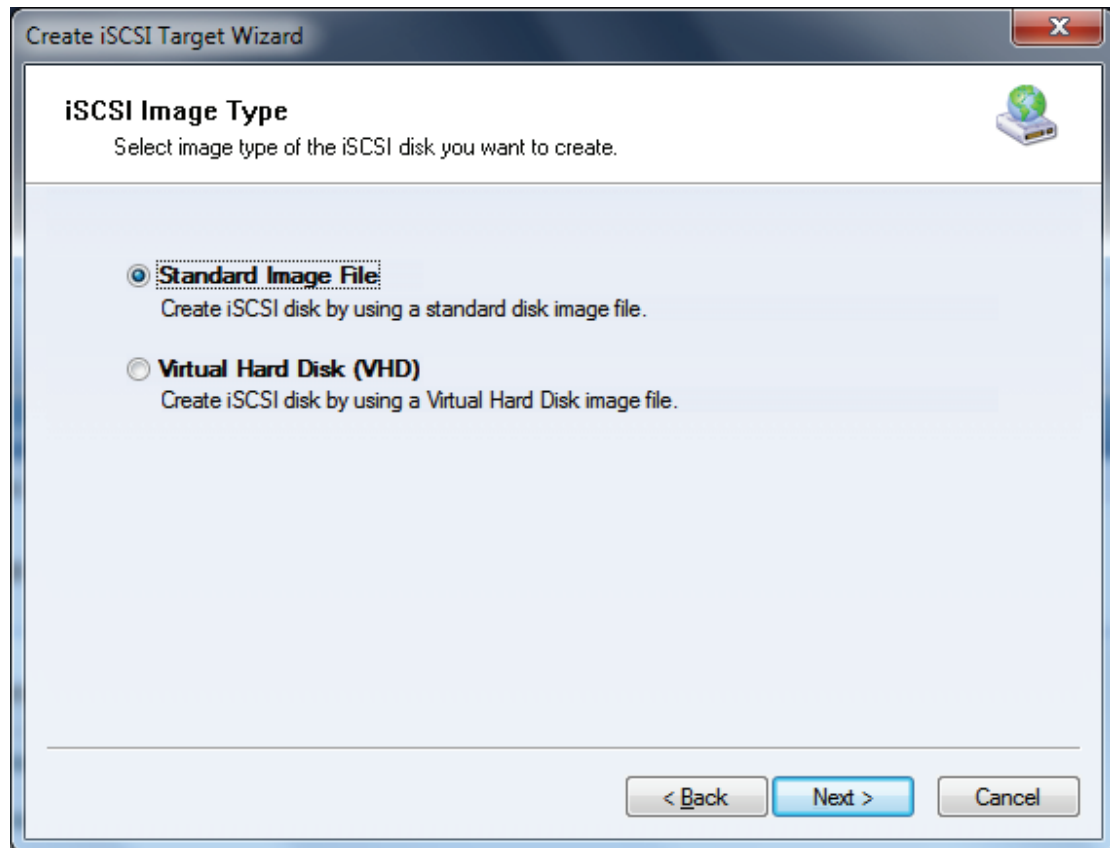 Create iSCSI Target Wizard
x
iSCSI Image Type
Select image type of the iSCSI disk you want to create.
Standard Image File
Create iSCSI disk by using a standard disk image file.
Virtual Hard Disk (VHD)
Create iSCSI disk by using a Virtual Hard Disk image file.
< Back
Next >
Cancel